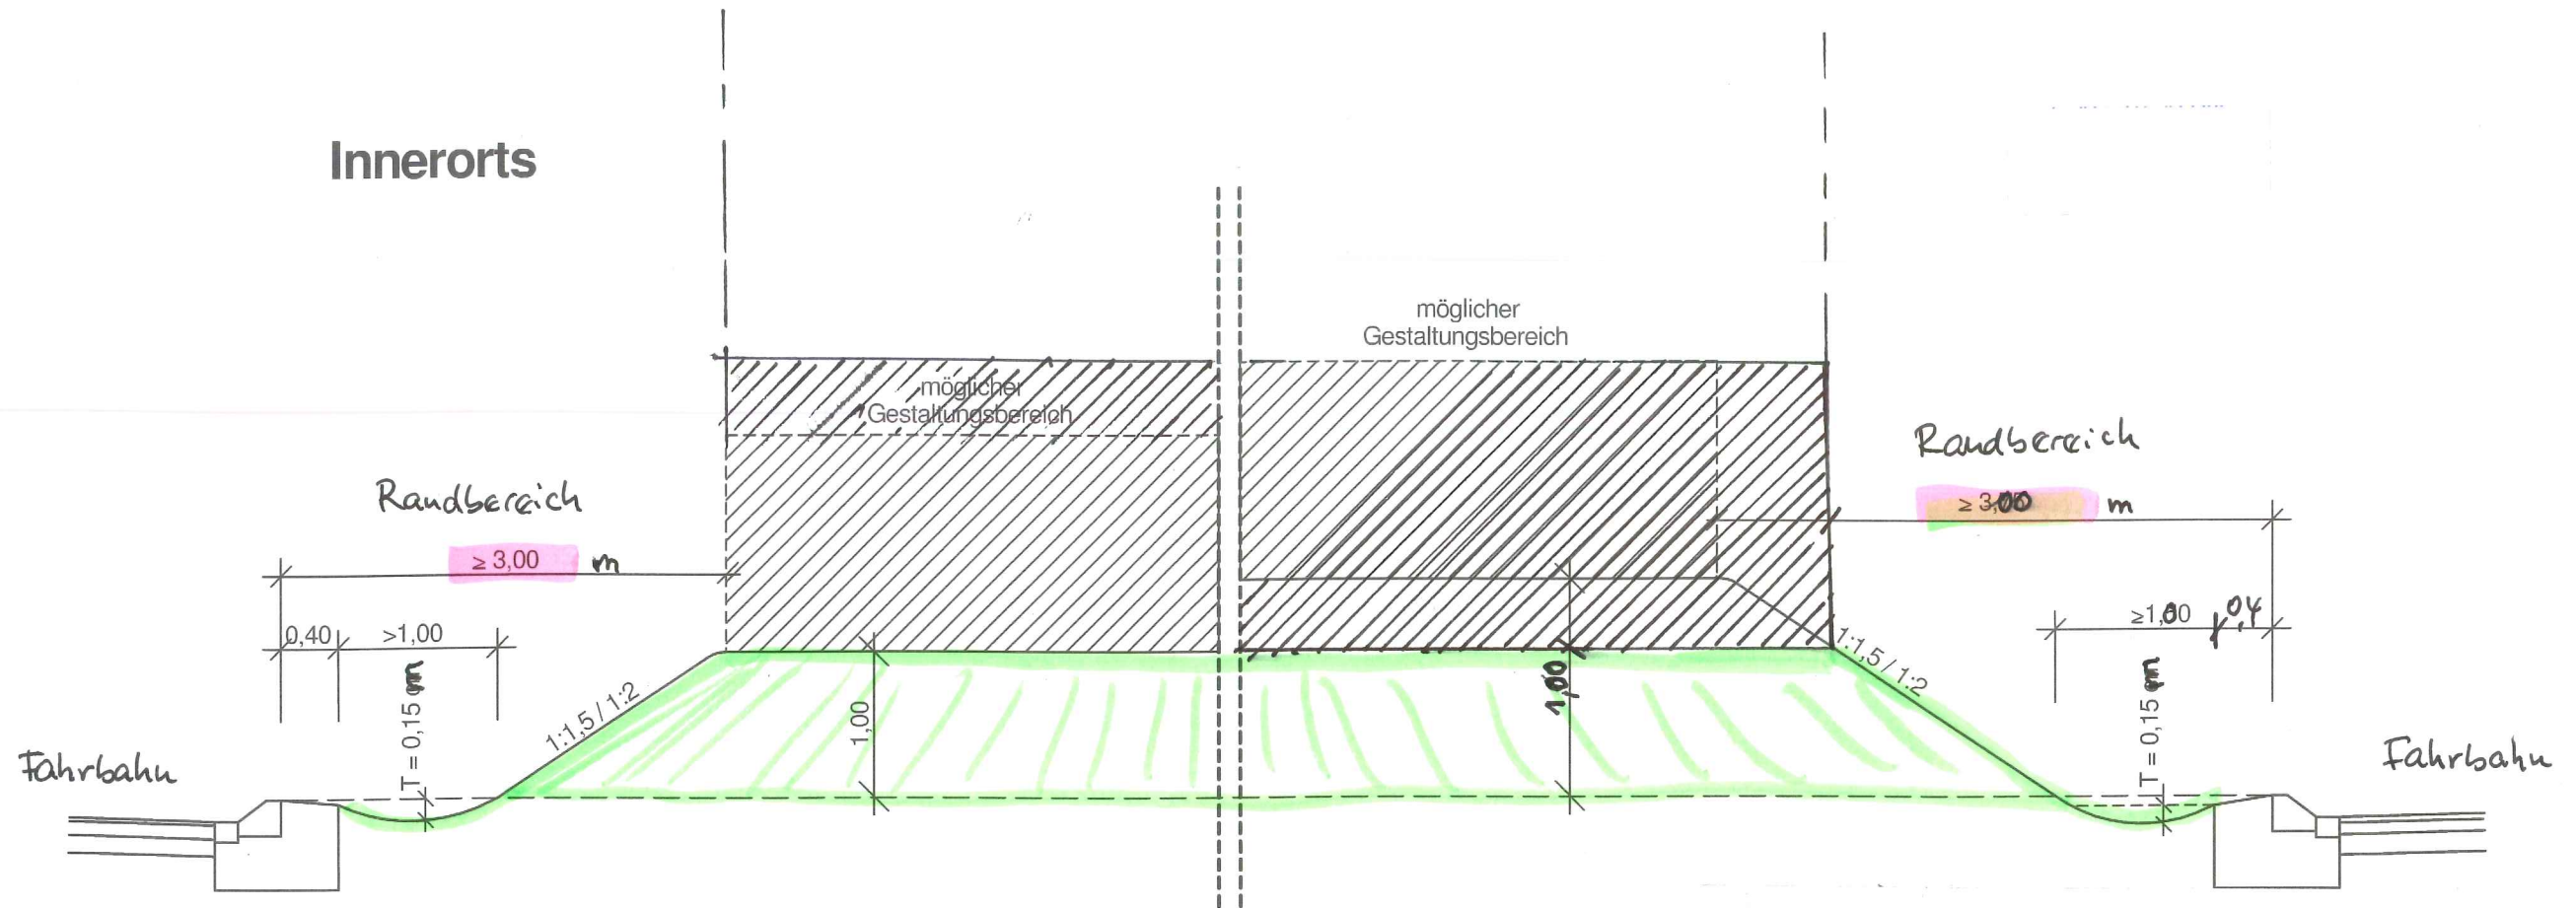 Innerorts
möglicher
Gestaltungsbereich
möglicher
Gestaltungsbereich
Randbereich
≥ 3,00 m
Randbereich
≥ 3,00 m
0,40
>1,00
≥1,00
0,4
T = 0,15 m
1:1,5 / 1:2
1,00
1,00
1:1,5 / 1:2
T = 0,15 m
Fahrbahn
Fahrbahn